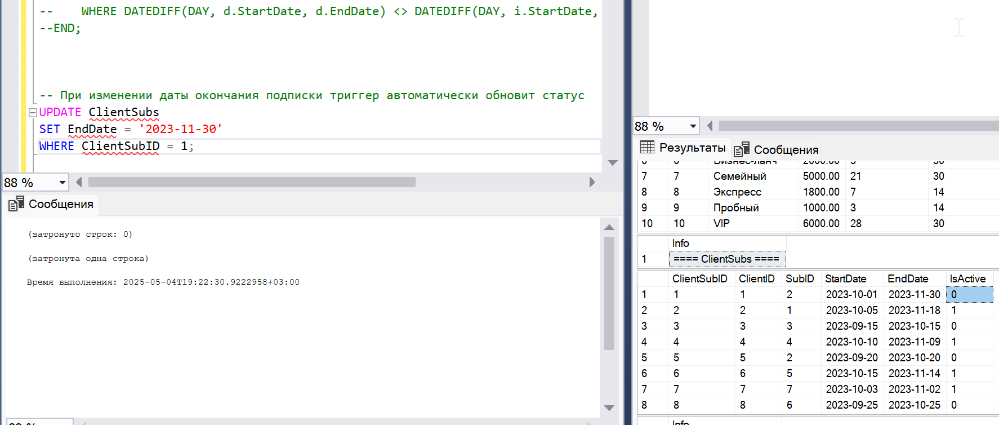 --    WHERE DATEDIFF(DAY, d.StartDate, d.EndDate) <> DATEDIFF(DAY, i.StartDate,
--END;
-- При изменении даты окончания подписки триггер автоматически обновит статус
UPDATE ClientSubs
SET EndDate = '2023-11-30'
WHERE ClientSubID = 1;
88 %
Сообщения
(затронуто строк: 0)
(затронута одна строка)
Время выполнения: 2025-05-04T19:22:30.9222958+03:00
88 %
Результаты Сообщения
6 6 Бизнес-ланч 2000.00 5 30
7 7 Семейный 5000.00 21 30
8 8 Экспресс 1800.00 7 14
9 9 Пробный 1000.00 3 14
10 10 VIP 6000.00 28 30
Info
1 ==== ClientSubs ====
ClientSubID ClientID SubID StartDate EndDate IsActive
1 1 1 2 2023-10-01 2023-11-30 0
2 2 2 1 2023-10-05 2023-11-18 1
3 3 3 3 2023-09-15 2023-10-15 0
4 4 4 4 2023-10-10 2023-11-09 1
5 5 5 2 2023-09-20 2023-10-20 0
6 6 6 5 2023-10-15 2023-11-14 1
7 7 7 7 2023-10-03 2023-11-02 1
8 8 8 6 2023-09-25 2023-10-25 0
Info